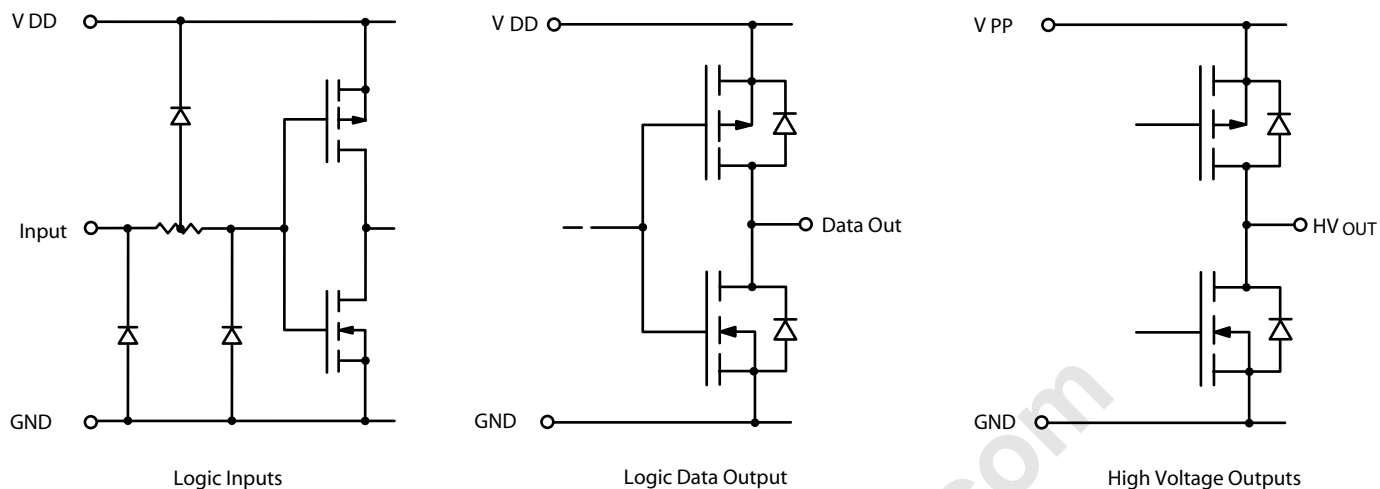 V DD
Input
GND
Logic Inputs
V DD
Data Out
GND
Logic Data Output
V PP
HV OUT
GND
High Voltage Outputs
com